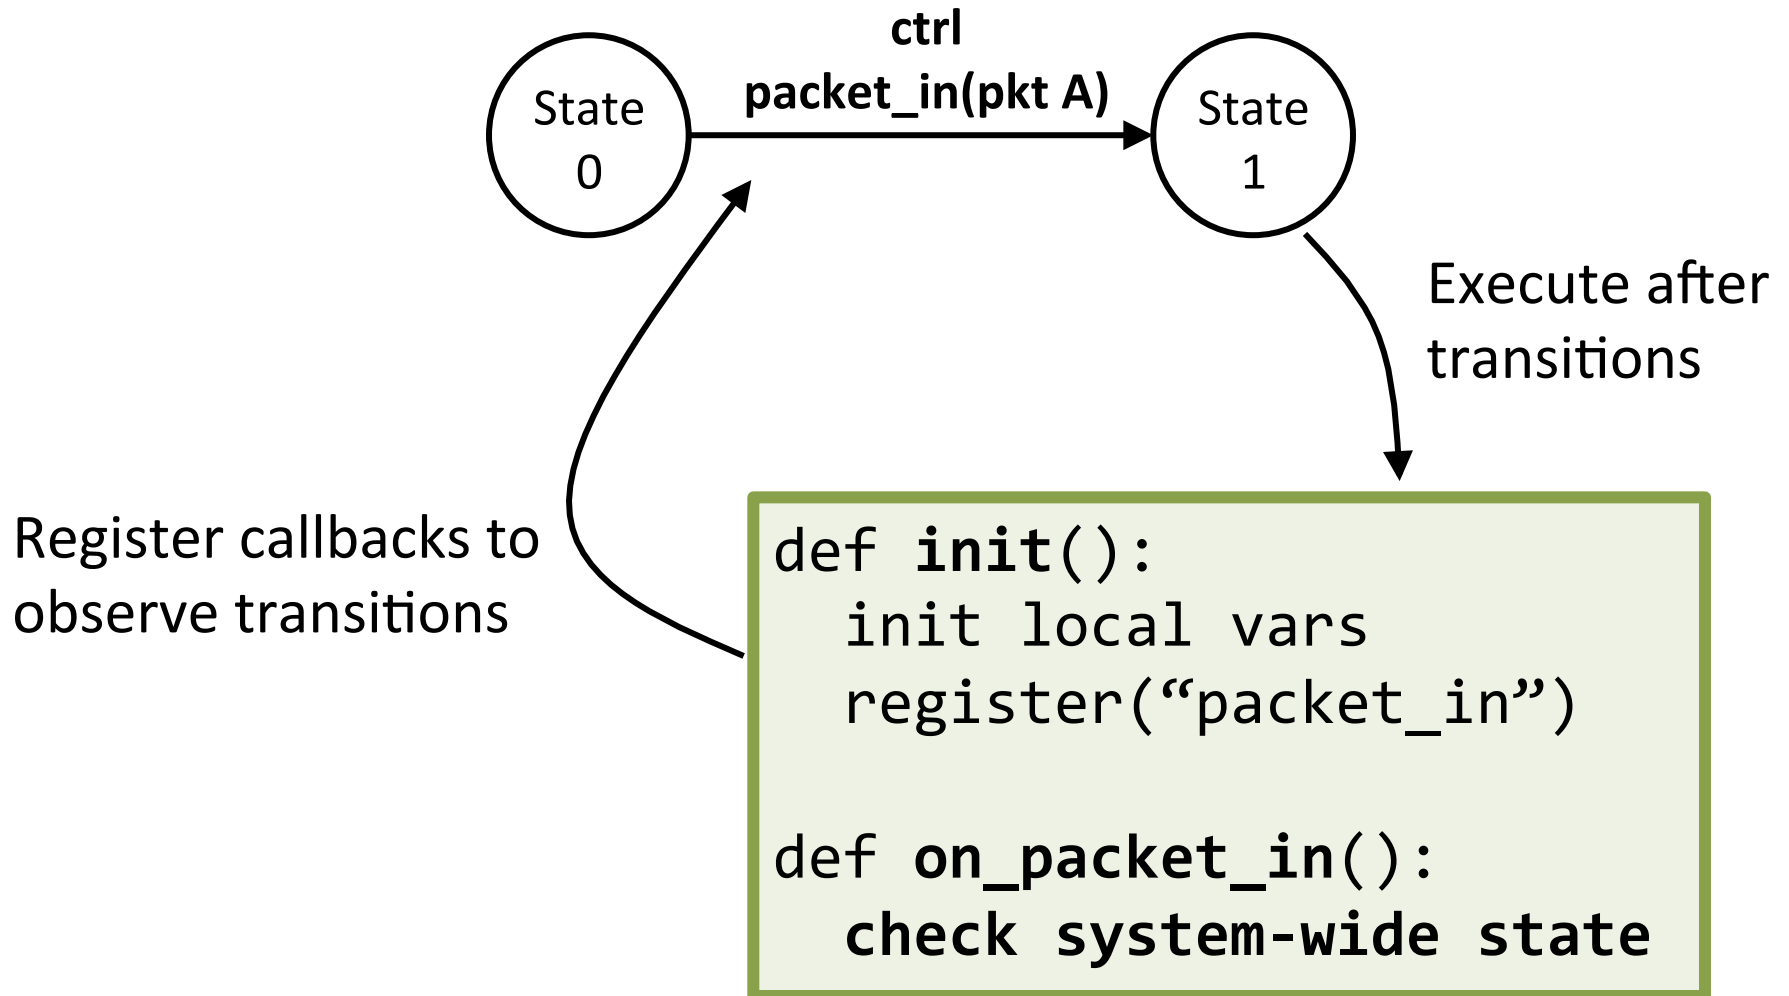 ctrl
packet_in(pkt A)
State
0
State
1
Execute after
transitions
Register callbacks to
observe transitions
def init():
  init local vars
  register(“packet_in”)
def on_packet_in():
  check system-wide state